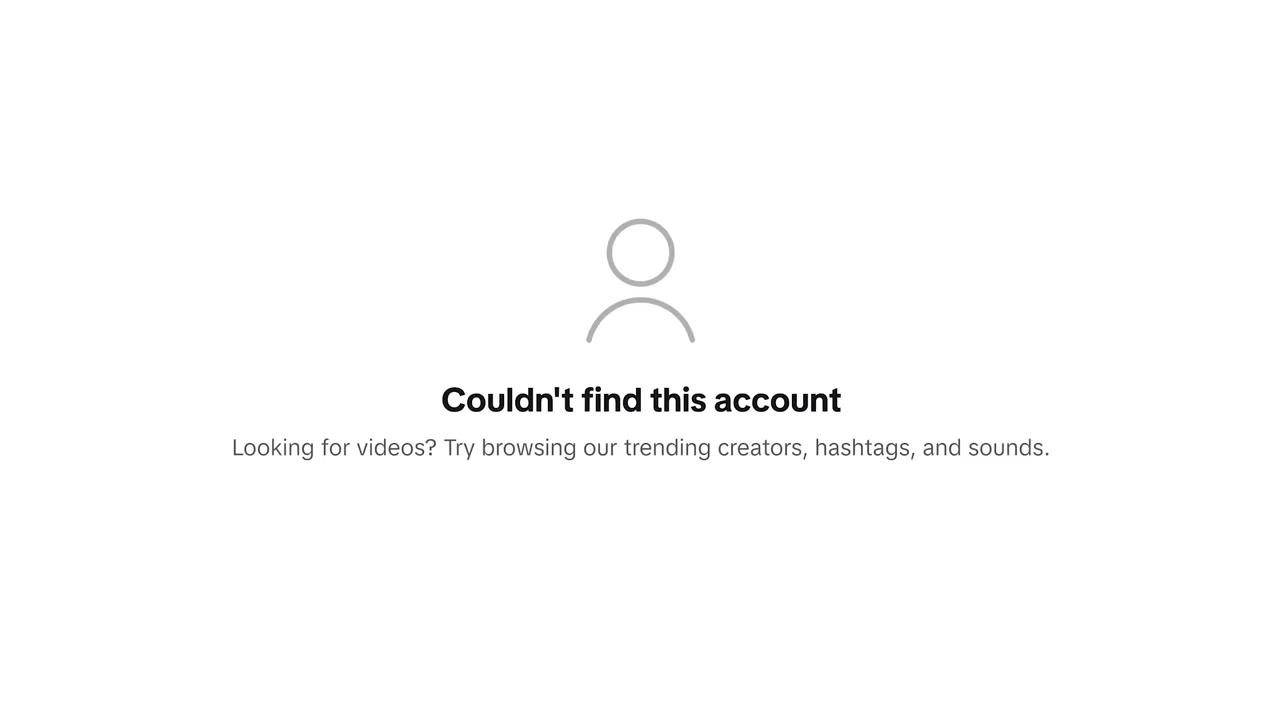 Couldn't find this account
Looking for videos? Try browsing our trending creators, hashtags, and sounds.